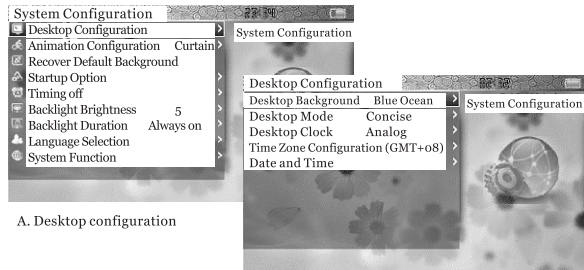 System Configuration
Desktop Configuration
Animation Configuration Curtain
Recover Default Background
Startup Option
Timing off
Backlight Brightness 5
Backlight Duration Always on
Language Selection
System Function
System Configuration
Desktop Configuration
Desktop Background Blue Ocean
Desktop Mode Concise
Desktop Clock Analog
Time Zone Configuration (GMT+08)
Date and Time
System Configuration
A. Desktop configuration